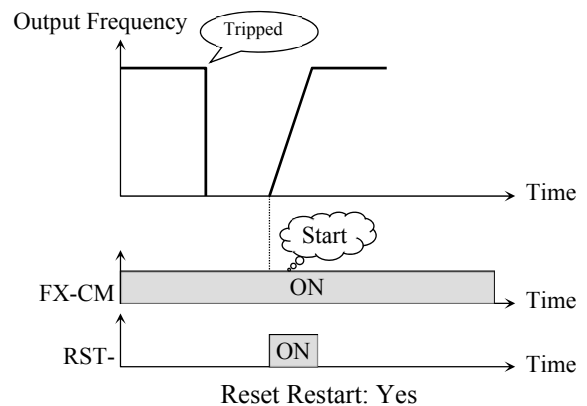 Output Frequency
Tripped
Time
Start
FX-CM
ON
Time
RST-
ON
Time
Reset Restart: Yes